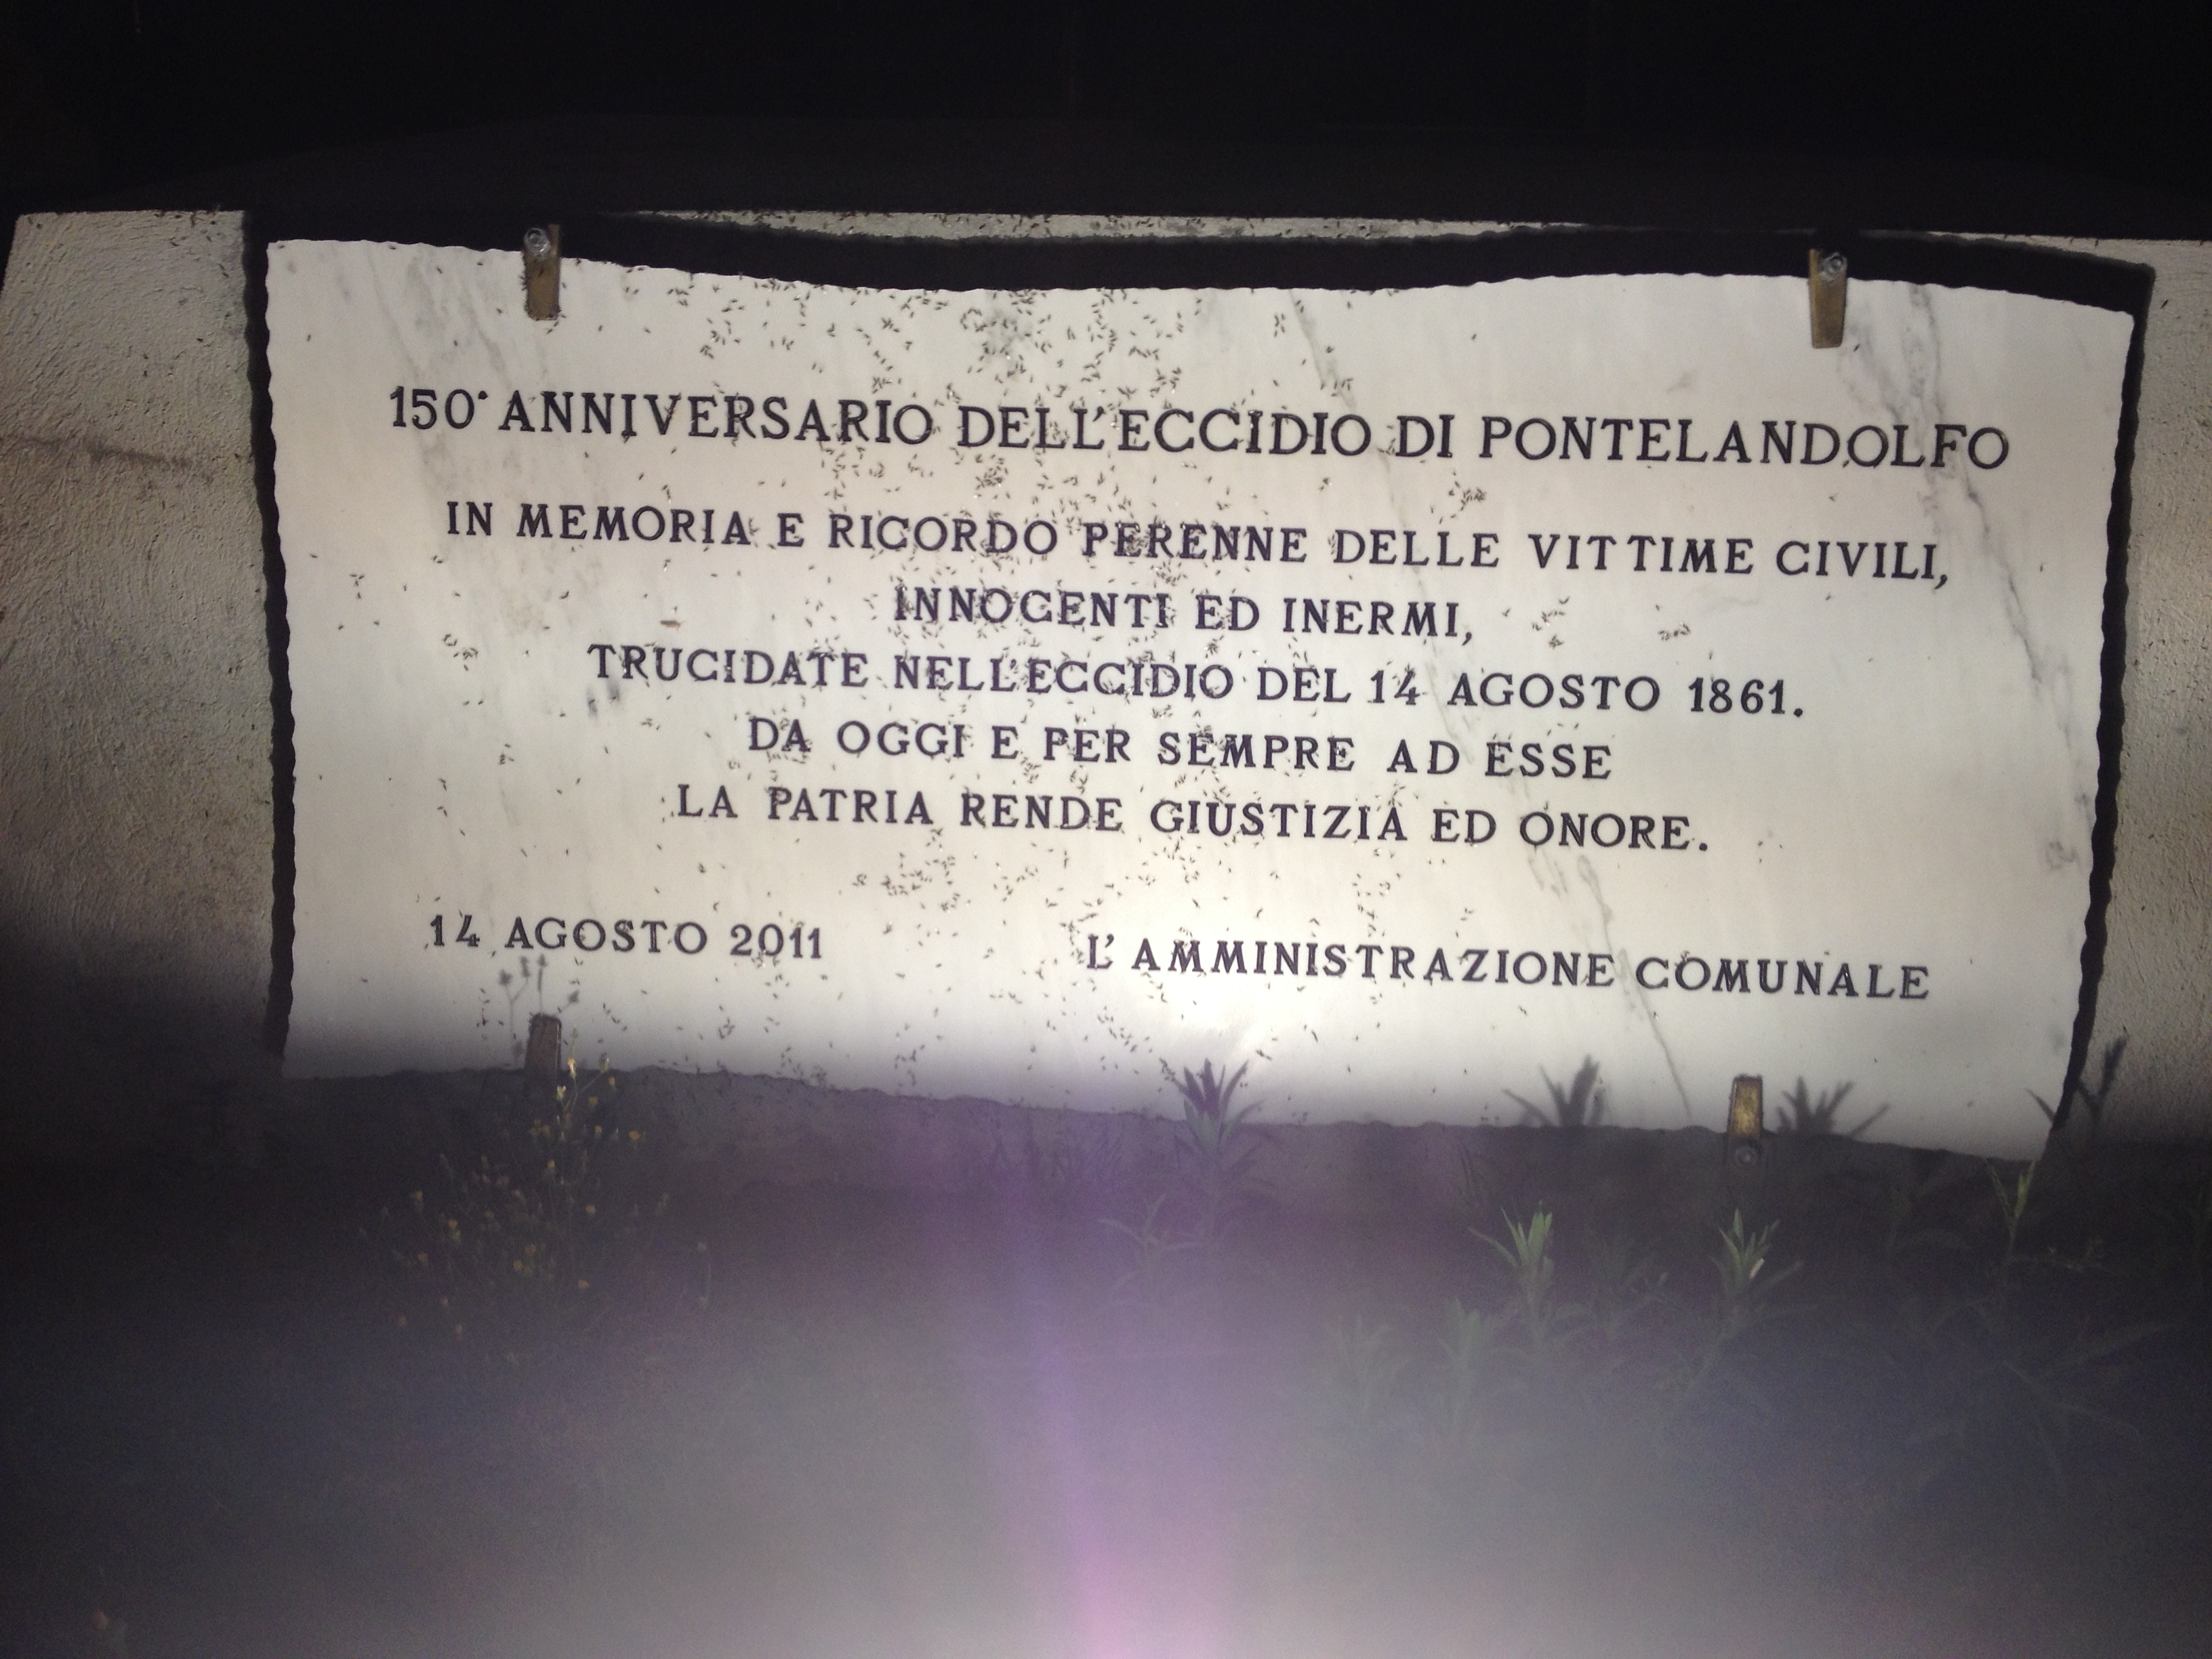 150° ANNIVERSARIO DELL'ECCIDIO DI PONTELANDOLFO
IN MEMORIA E RICORDO PERENNE DELLE VITTIME CIVILI,
INNOCENTI ED INERMI,
TRUCIDATE NELL'ECCIDIO DEL 14 AGOSTO 1861.
DA OGGI E PER SEMPRE AD ESSE
LA PATRIA RENDE GIUSTIZIA ED ONORE.
14 AGOSTO 2011 L'AMMINISTRAZIONE COMUNALE